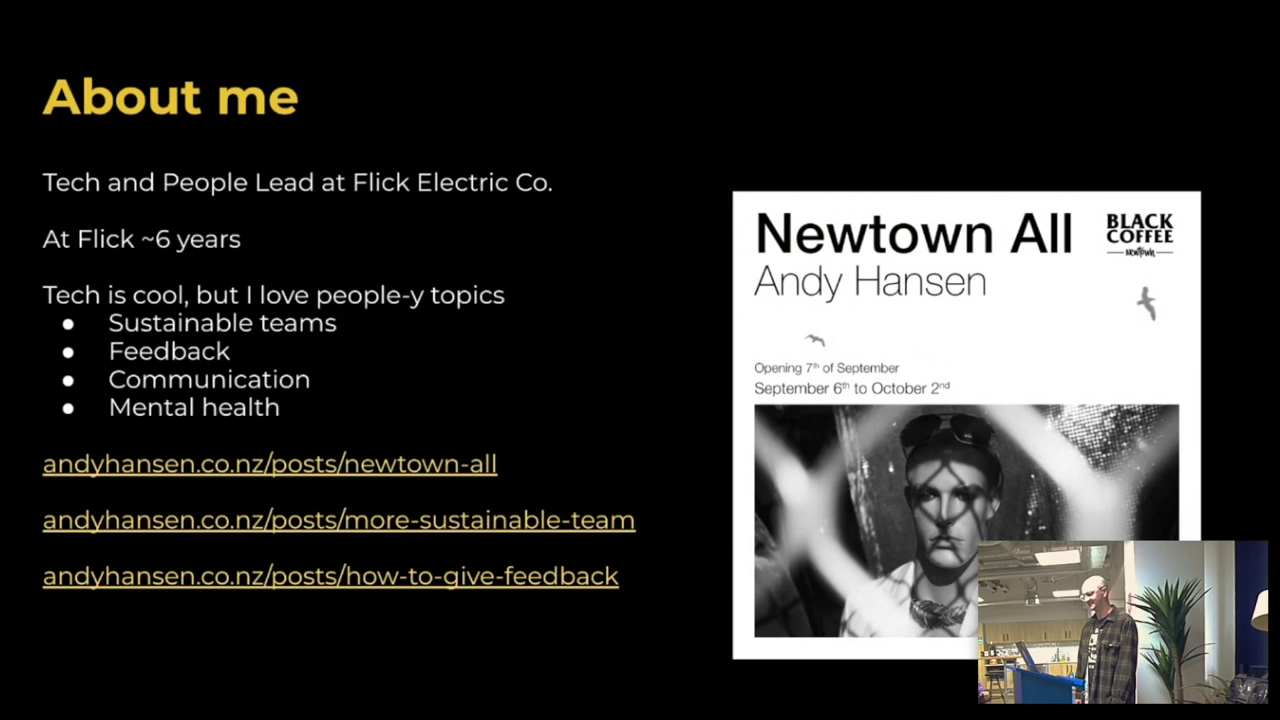 About me
Tech and People Lead at Flick Electric Co.
At Flick ~6 years
Tech is cool, but I love people-y topics
● Sustainable teams
● Feedback
● Communication
● Mental health
andyhansen.co.nz/posts/newtown-all
andyhansen.co.nz/posts/more-sustainable-team
andyhansen.co.nz/posts/how-to-give-feedback
Newtown All
Andy Hansen
BLACK
COFFEE
Newtown
Opening 7th of September
September 6th to October 2nd